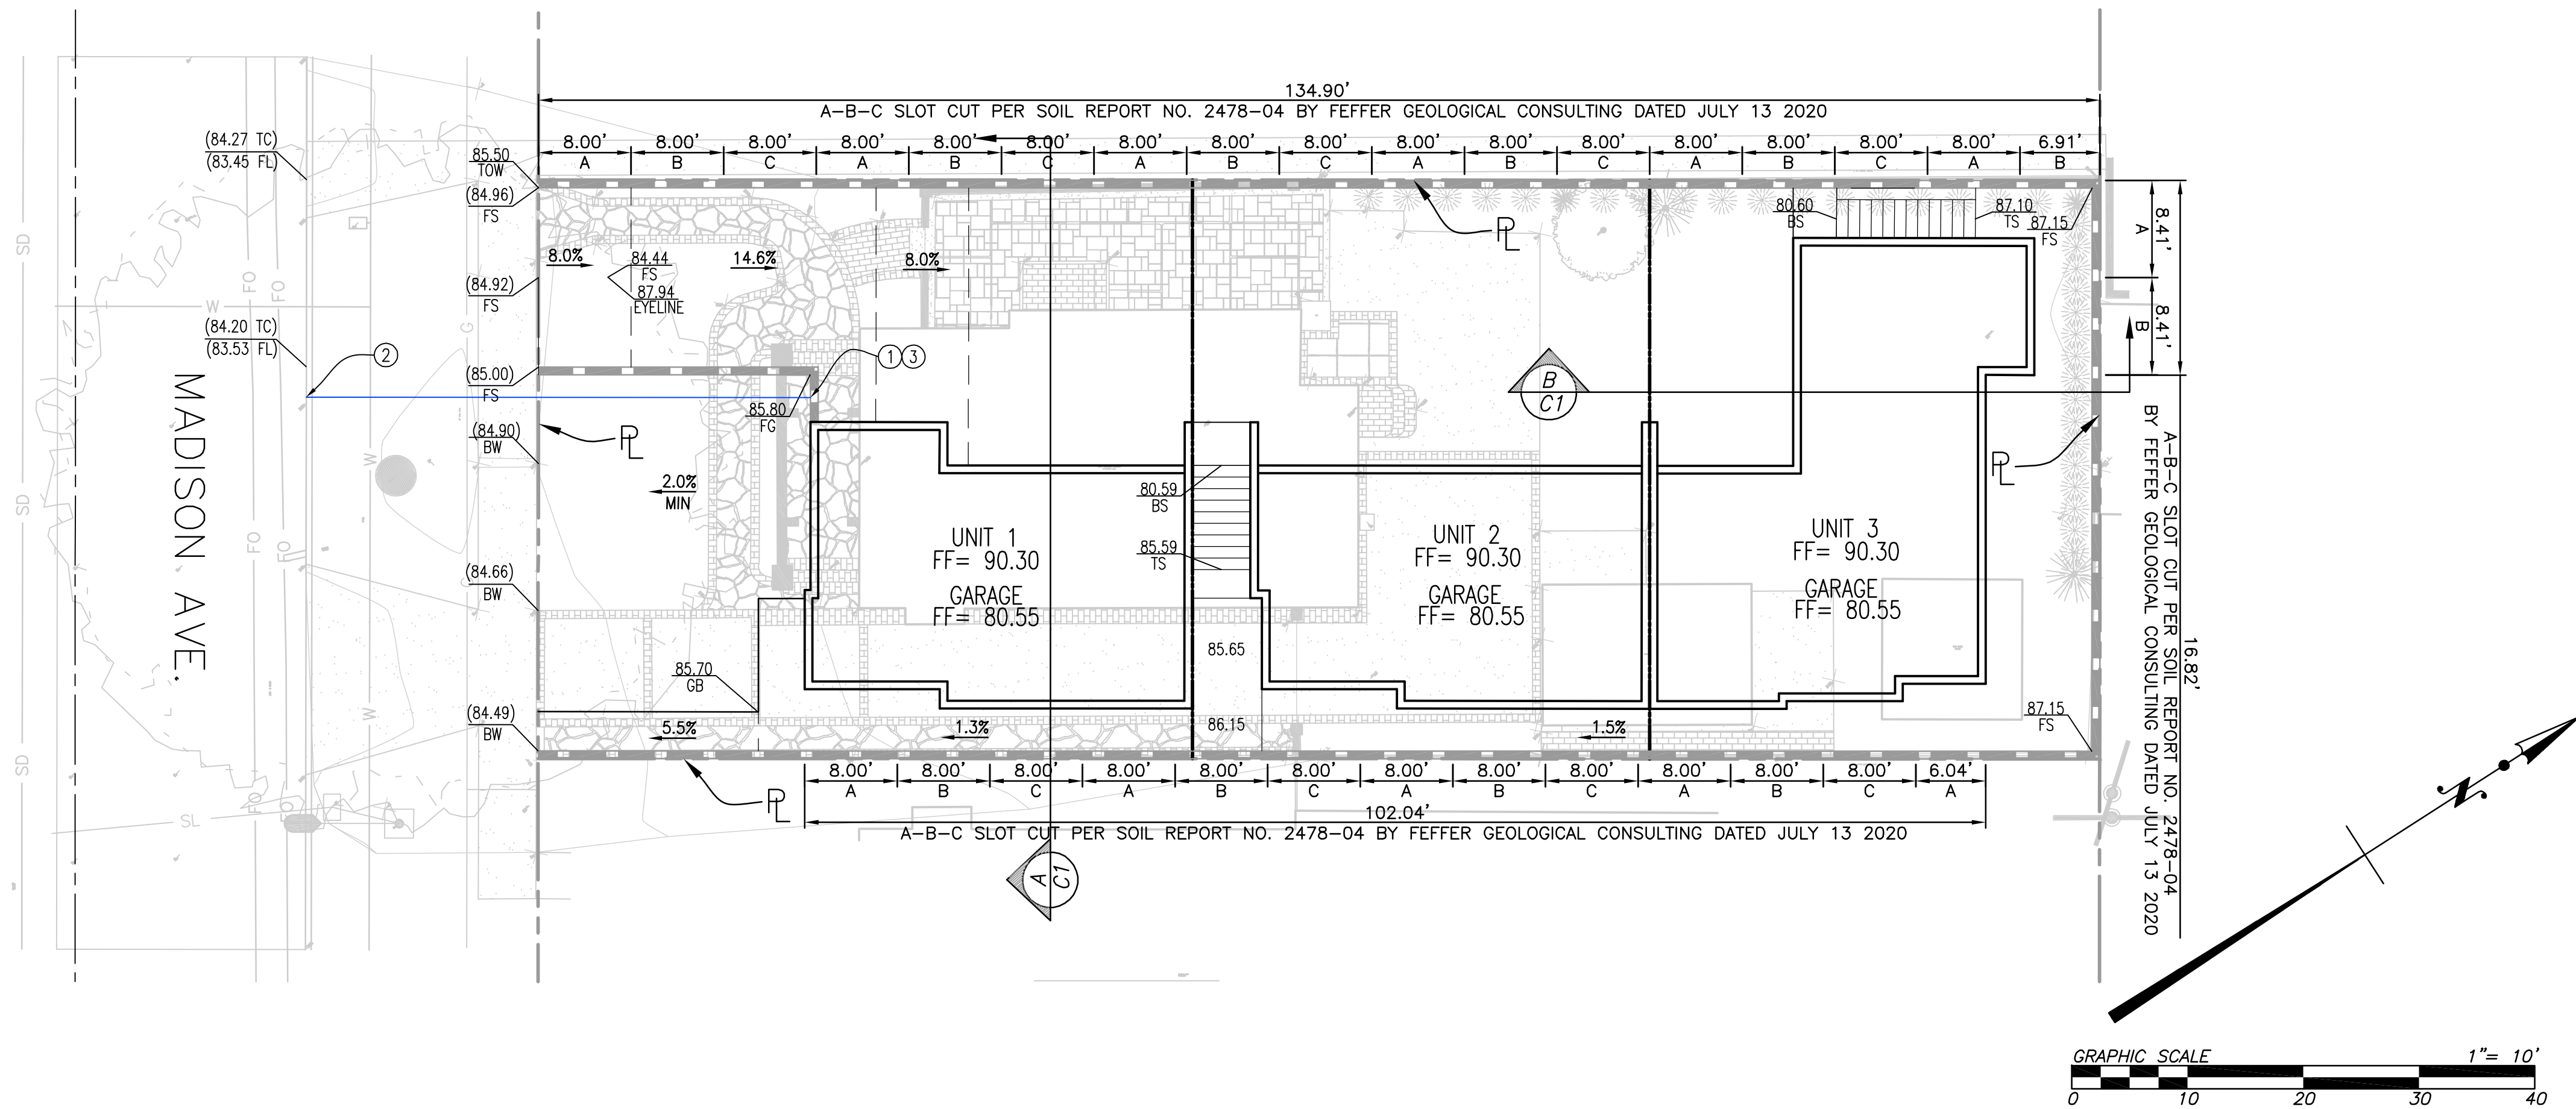 134.90'
A-B-C SLOT CUT PER SOIL REPORT NO. 2478-04 BY FEFFER GEOLOGICAL CONSULTING DATED JULY 13 2020
8.00' 8.00' 8.00' 8.00' 8.00' 8.00' 8.00' 8.00' 8.00' 8.00' 8.00' 8.00' 8.00' 8.00' 8.00' 8.00' 6.91'
A B C A B C A B C A B C A B C A B
(84.27 TC)
(83.45 FL)
85.50
TOW
(84.96)
FS
(84.92)
FS
(84.20 TC)
(83.53 FL)
(85.00)
FS
(84.90)
BW
(84.66)
BW
(84.49)
BW
SD
SD
SD
FO
FO
FO
FO
FO
FO
W
W
W
G
G
SL
MADISON AVE.
2
1 3
8.0%
84.44
FS
87.94
EYELINE
14.6%
8.0%
85.80
FG
PL
2.0%
MIN
85.70
GB
5.5%
1.3%
1.5%
PL
PL
PL
80.60
BS
87.10
TS
87.15
FS
8.41'
A
8.41'
B
16.82'
A-B-C SLOT CUT PER SOIL REPORT NO. 2478-04
BY FEFFER GEOLOGICAL CONSULTING DATED JULY 13 2020
B
C1
80.59
BS
85.59
TS
UNIT 1
FF= 90.30
GARAGE
FF= 80.55
UNIT 2
FF= 90.30
GARAGE
FF= 80.55
UNIT 3
FF= 90.30
GARAGE
FF= 80.55
85.65
86.15
87.15
FS
8.00' 8.00' 8.00' 8.00' 8.00' 8.00' 8.00' 8.00' 8.00' 8.00' 8.00' 8.00' 6.04'
A B C A B C A B C A B C A
102.04'
A-B-C SLOT CUT PER SOIL REPORT NO. 2478-04 BY FEFFER GEOLOGICAL CONSULTING DATED JULY 13 2020
A
C1
N
GRAPHIC SCALE 1"= 10'
0 10 20 30 40